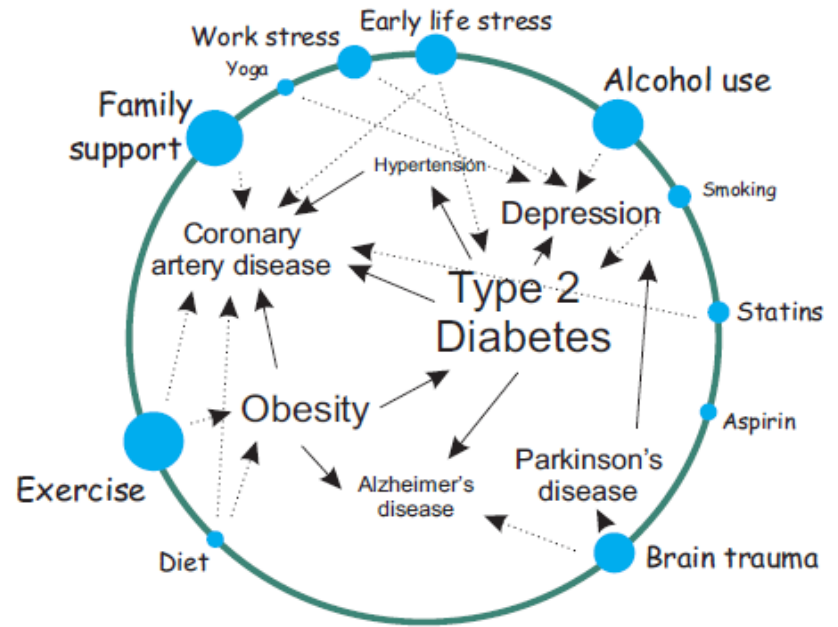 Early life stress
Work stress
Yoga
Alcohol use
Family
support
Hypertension
Smoking
Depression
Coronary
artery disease
Type 2
Diabetes
Statins
Obesity
Aspirin
Parkinson's
disease
Alzheimer's
disease
Exercise
Diet
Brain trauma